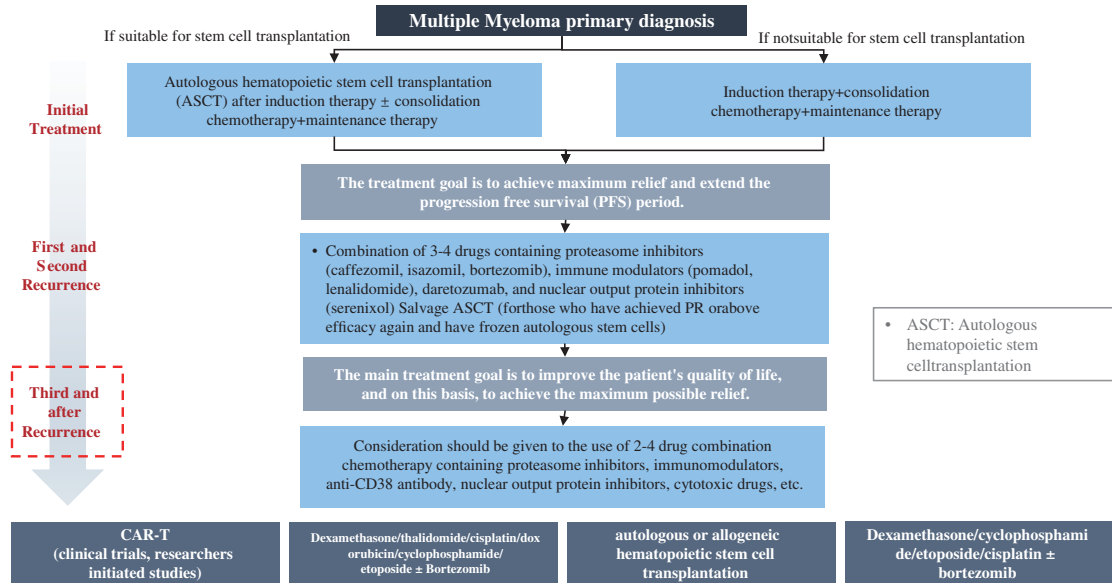 Multiple Myeloma primary diagnosis
If suitable for stem cell transplantation
If notsuitable for stem cell transplantation
Autologous hematopoietic stem cell transplantation
(ASCT) after induction therapy ± consolidation
chemotherapy+maintenance therapy
Induction therapy+consolidation
chemotherapy+maintenance therapy
Initial
Treatment
The treatment goal is to achieve maximum relief and extend the
progression free survival (PFS) period.
First and
Second
Recurrence
• Combination of 3-4 drugs containing proteasome inhibitors
(caffezomil, isazomil, bortezomib), immune modulators (pomadol,
lenalidomide), daretozumab, and nuclear output protein inhibitors
(serenixol) Salvage ASCT (forthose who have achieved PR orabove
efficacy again and have frozen autologous stem cells)
• ASCT: Autologous
hematopoietic stem
celltransplantation
The main treatment goal is to improve the patient's quality of life,
and on this basis, to achieve the maximum possible relief.
Third and
after
Recurrence
Consideration should be given to the use of 2-4 drug combination
chemotherapy containing proteasome inhibitors, immunomodulators,
anti-CD38 antibody, nuclear output protein inhibitors, cytotoxic drugs, etc.
CAR-T
(clinical trials, researchers
initiated studies)
Dexamethasone/thalidomide/cisplatin/dox
orubicin/cyclophosphamide/
etoposide ± Bortezomib
autologous or allogeneic
hematopoietic stem cell
transplantation
Dexamethasone/cyclophosphami
de/etoposide/cisplatin ±
bortezomib